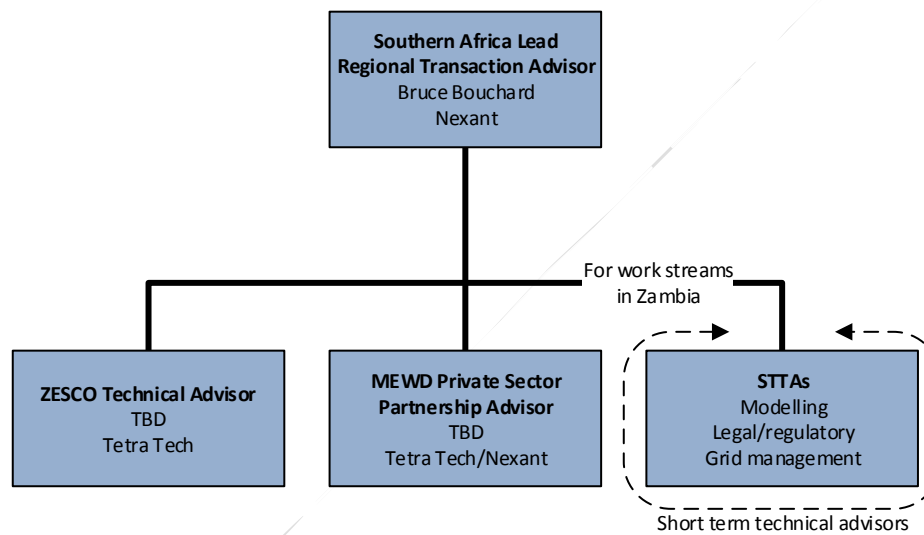 Southern Africa Lead
Regional Transaction Advisor
Bruce Bouchard
Nexant
For work streams
in Zambia
ZESCO Technical Advisor
TBD
Tetra Tech
MEWD Private Sector
Partnership Advisor
TBD
Tetra Tech/Nexant
STTAs
Modelling
Legal/regulatory
Grid management
Short term technical advisors